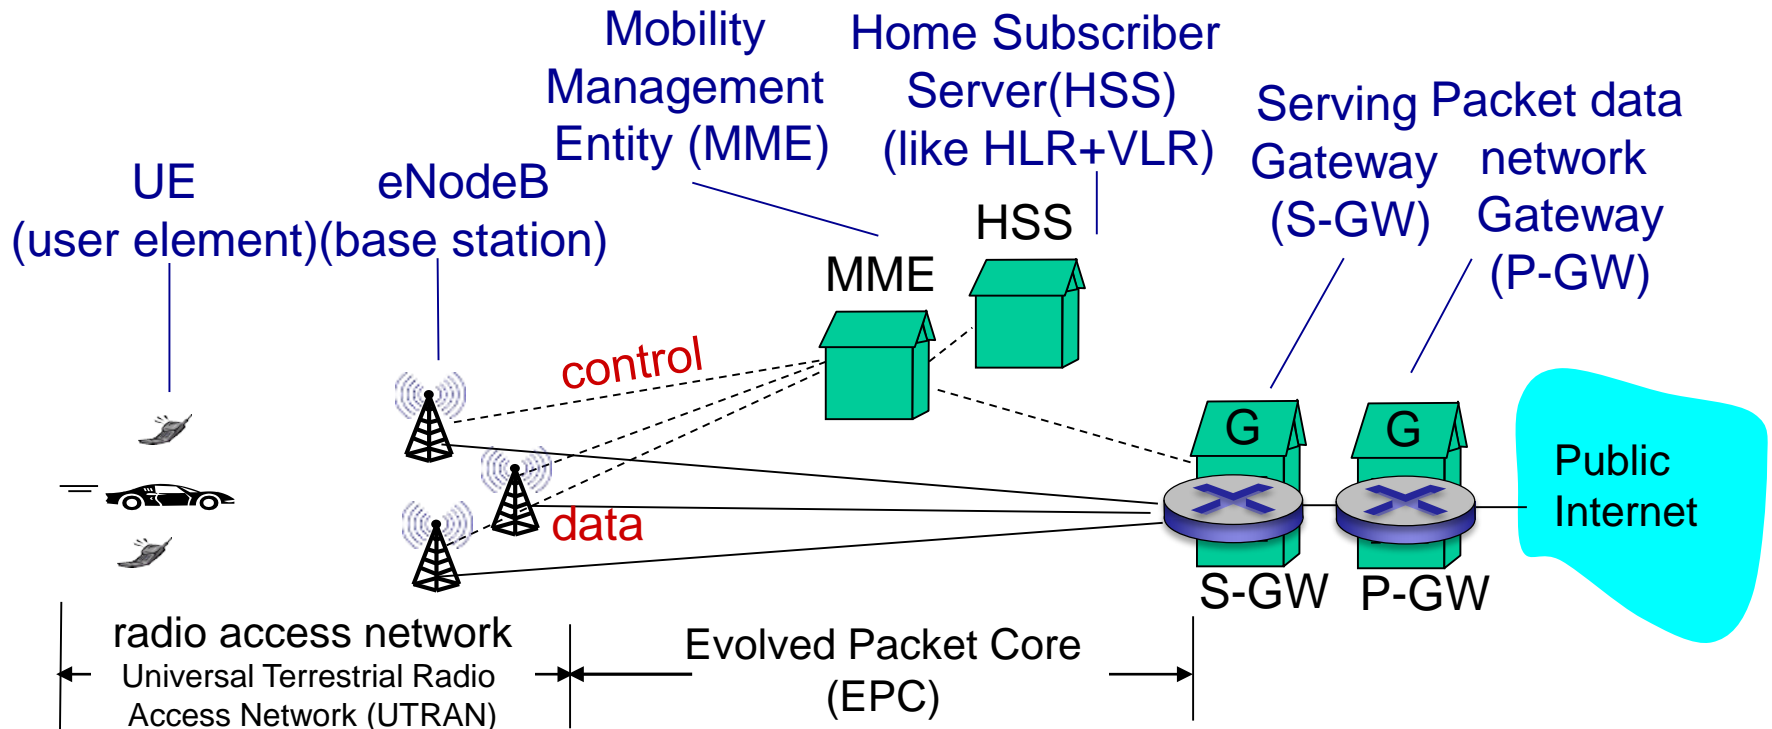 Mobility
Management
Entity (MME)
Home Subscriber
Server(HSS)
(like HLR+VLR)
Serving
Gateway
(S-GW)
Packet data
network
Gateway
(P-GW)
UE
(user element)
eNodeB
(base station)
HSS
MME
control
data
G
G
Public
Internet
S-GW
P-GW
radio access network
Universal Terrestrial Radio
Access Network (UTRAN)
Evolved Packet Core
(EPC)